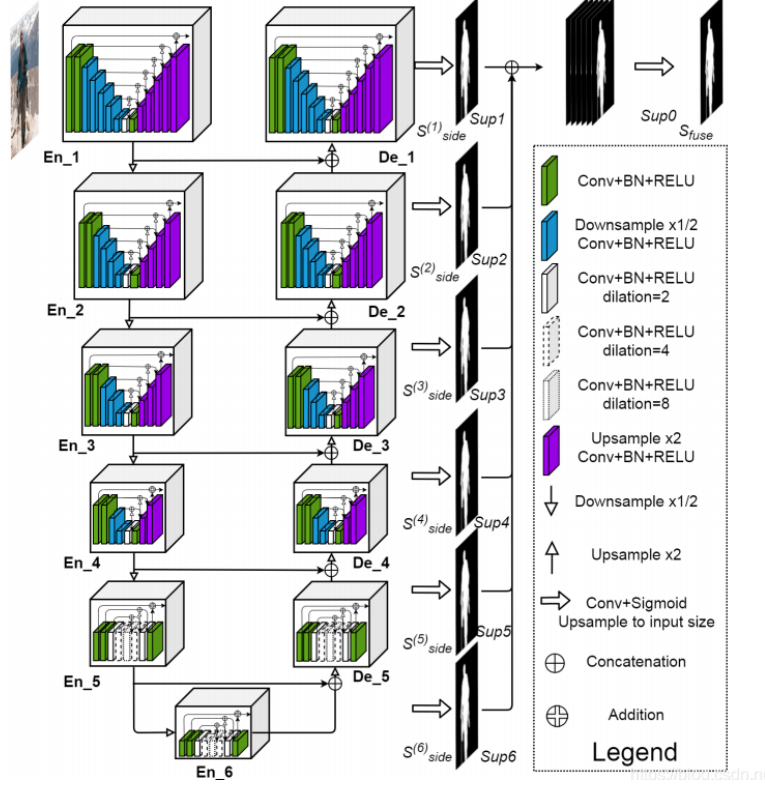 En_1
De_1
S(1)side
Sup1
Sup0
Sfuse
En_2
De_2
S(2)side
Sup2
En_3
De_3
S(3)side
Sup3
En_4
De_4
S(4)side
Sup4
En_5
De_5
S(5)side
Sup5
En_6
S(6)side
Sup6
Conv+BN+RELU
Downsample x1/2
Conv+BN+RELU
Conv+BN+RELU
dilation=2
Conv+BN+RELU
dilation=4
Conv+BN+RELU
dilation=8
Upsample x2
Conv+BN+RELU
Downsample x1/2
Upsample x2
Conv+Sigmoid
Upsample to input size
Concatenation
Addition
Legend